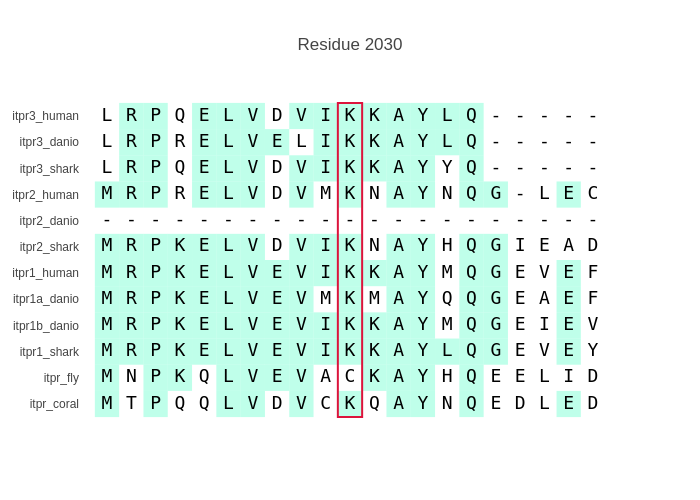 Residue 2030
itpr3_human L R P Q E L V D V I K K A Y L Q - - - - -
itpr3_danio L R P R E L V E L I K K A Y L Q - - - - -
itpr3_shark L R P Q E L V D V I K K A Y Y Q - - - - -
itpr2_human M R P R E L V D V M K N A Y N Q G - L E C
itpr2_danio - - - - - - - - - - - - - - - - - - - - -
itpr2_shark M R P K E L V D V I K N A Y H Q G I E A D
itpr1_human M R P K E L V E V I K K A Y M Q G E V E F
itpr1a_danio M R P K E L V E V M K M A Y Q Q G E A E F
itpr1b_danio M R P K E L V E V I K K A Y M Q G E I E V
itpr1_shark M R P K E L V E V I K K A Y L Q G E V E Y
itpr_fly M N P K Q L V E V A C K A Y H Q E E L I D
itpr_coral M T P Q Q L V D V C K Q A Y N Q E D L E D